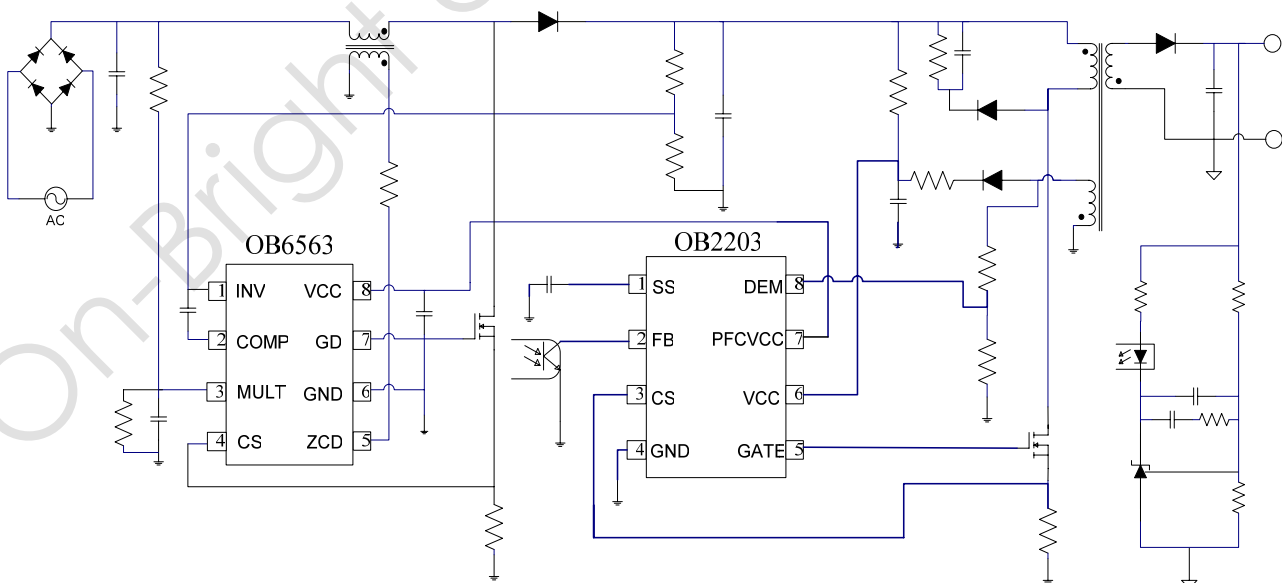 On-Bright
AC
OB6563
1 INV VCC 8
2 COMP GD 7
3 MULT GND 6
4 CS ZCD 5
OB2203
1 SS DEM 8
2 FB PFCVCC 7
3 CS VCC 6
4 GND GATE 5